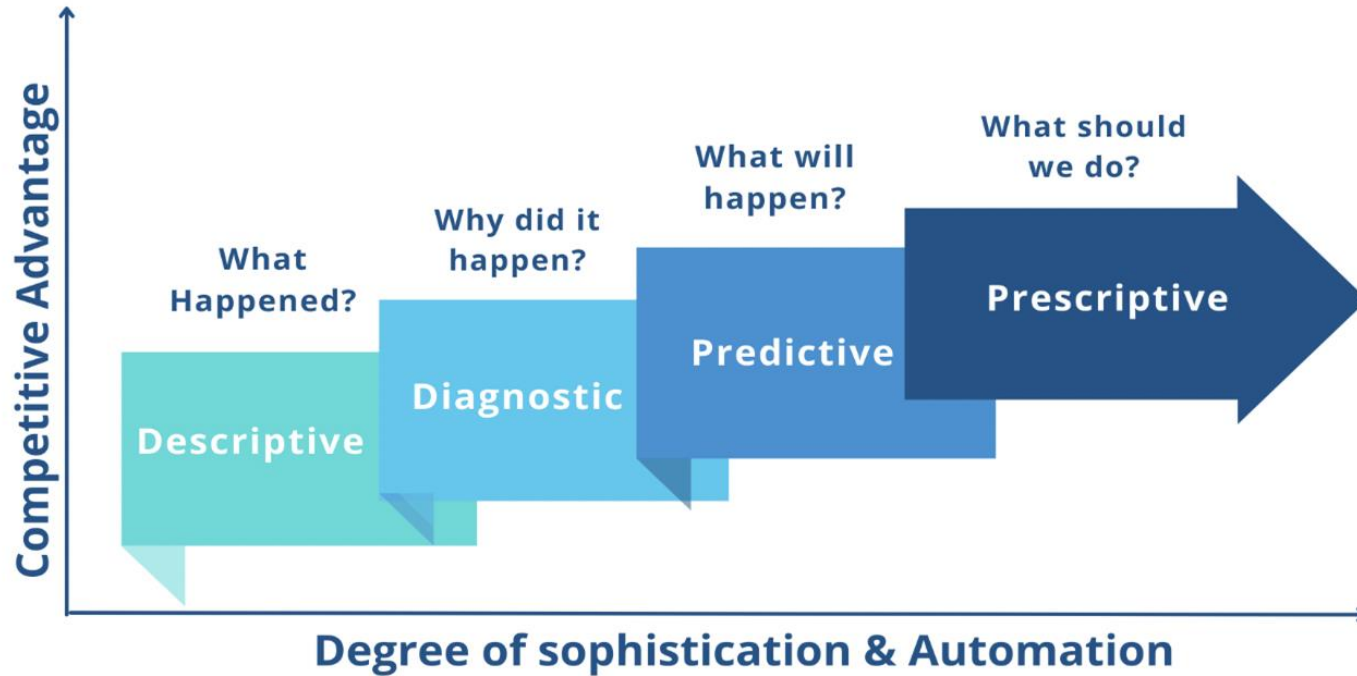 Competitive Advantage
What
Happened?
Descriptive
Why did it
happen?
Diagnostic
What will
happen?
Predictive
What should
we do?
Prescriptive
Degree of sophistication & Automation